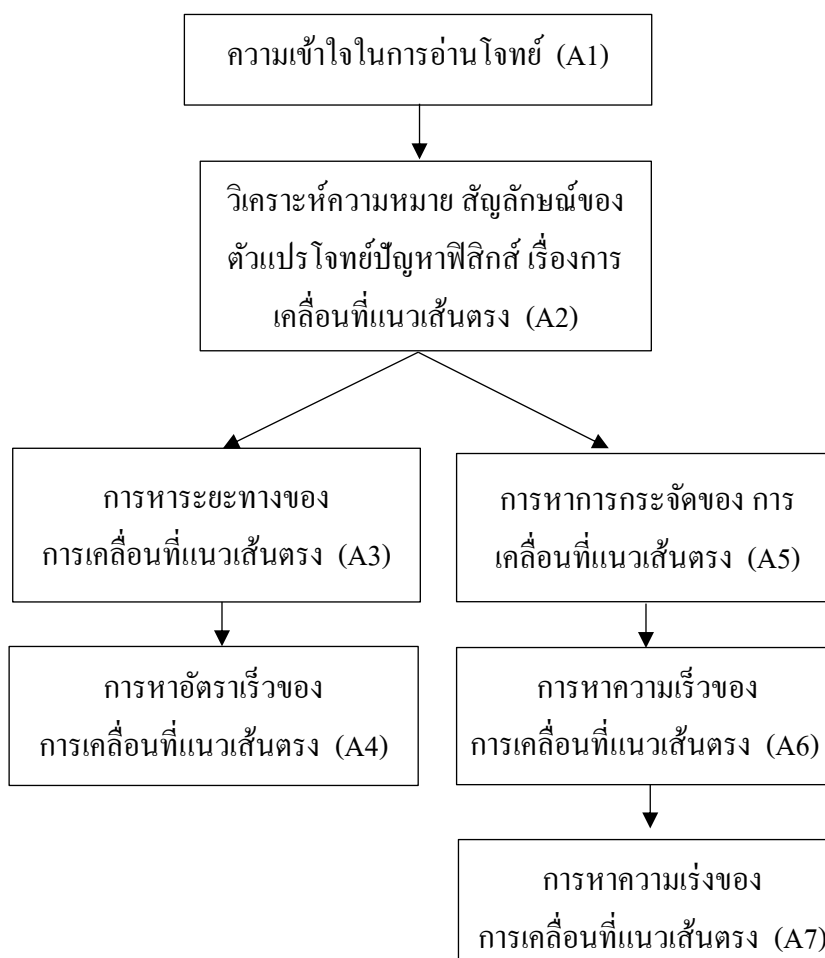 ความเข้าใจในการอ่านโจทย์ (A1)
วิเคราะห์ความหมาย สัญลักษณ์ของ
ตัวแปรโจทย์ปัญหาฟิสิกส์ เรื่องการ
เคลื่อนที่แนวเส้นตรง (A2)
การหาระยะทางของ
การเคลื่อนที่แนวเส้นตรง (A3)
การหาการกระจัดของ การ
เคลื่อนที่แนวเส้นตรง (A5)
การหาอัตราเร็วของ
การเคลื่อนที่แนวเส้นตรง (A4)
การหาความเร็วของ
การเคลื่อนที่แนวเส้นตรง (A6)
การหาความเร่งของ
การเคลื่อนที่แนวเส้นตรง (A7)